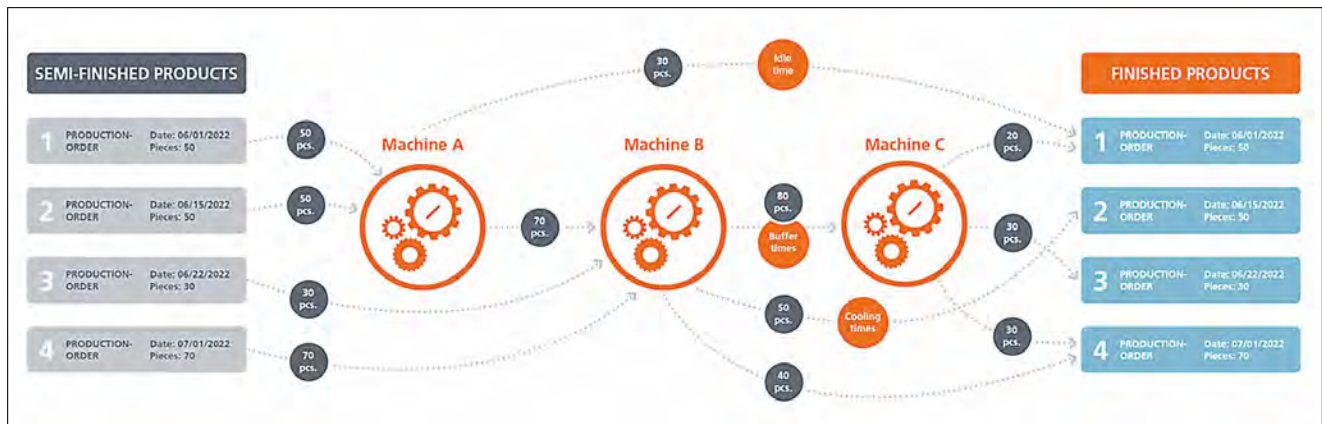 SEMI-FINISHED PRODUCTS
1
PRODUCTION-
ORDER
Date: 06/01/2022
Pieces: 50
2
PRODUCTION-
ORDER
Date: 06/15/2022
Pieces: 50
3
PRODUCTION-
ORDER
Date: 06/22/2022
Pieces: 30
4
PRODUCTION-
ORDER
Date: 07/01/2022
Pieces: 70
50
pcs.
50
pcs.
30
pcs.
70
pcs.
Machine A
70
pcs.
30
pcs.
Idle
time
Machine B
80
pcs.
Buffer
times
50
pcs.
Cooling
times
40
pcs.
Machine C
20
pcs.
30
pcs.
30
pcs.
FINISHED PRODUCTS
1
PRODUCTION-
ORDER
Date: 06/01/2022
Pieces: 50
2
PRODUCTION-
ORDER
Date: 06/15/2022
Pieces: 50
3
PRODUCTION-
ORDER
Date: 06/22/2022
Pieces: 30
4
PRODUCTION-
ORDER
Date: 07/01/2022
Pieces: 70